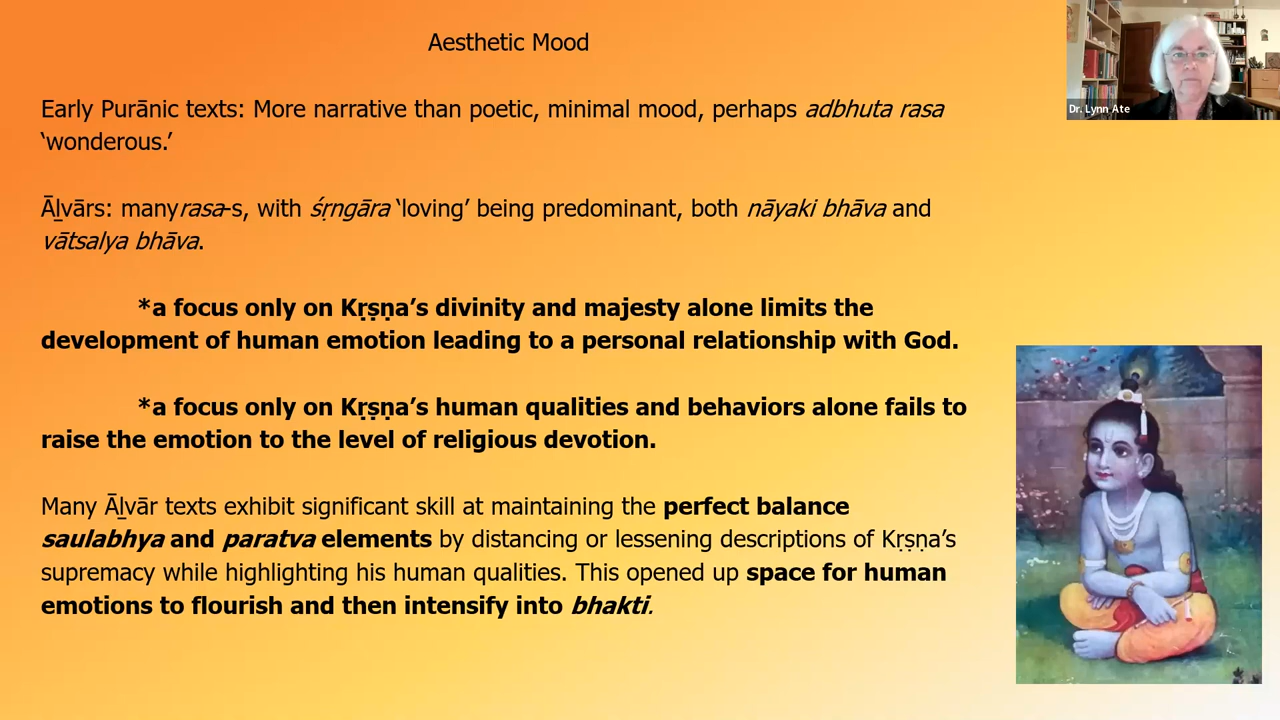 Aesthetic Mood
Early Purānic texts: More narrative than poetic, minimal mood, perhaps adbhuta rasa
‘wonderous.’
Āḻvārs: many rasa-s, with śṛngāra ‘loving’ being predominant, both nāyaki bhāva and
vātsalya bhāva.
*a focus only on Kṛṣṇa’s divinity and majesty alone limits the
development of human emotion leading to a personal relationship with God.
*a focus only on Kṛṣṇa’s human qualities and behaviors alone fails to
raise the emotion to the level of religious devotion.
Many Āḻvār texts exhibit significant skill at maintaining the perfect balance
saulabhya and paratva elements by distancing or lessening descriptions of Kṛṣṇa’s
supremacy while highlighting his human qualities. This opened up space for human
emotions to flourish and then intensify into bhakti.
Dr. Lynn Ate